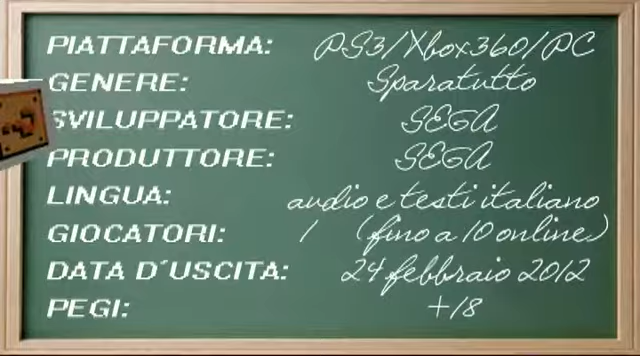 PIATTAFORMA: PS3/Xbox360/PC
GENERE: Sparatutto
SVILUPPATORE: SEGA
PRODUTTORE: SEGA
LINGUA: audio e testi italiano
GIOCATORI: 1 (fino a 10 online)
DATA D'USCITA: 24 febbraio 2012
PEGI: +18